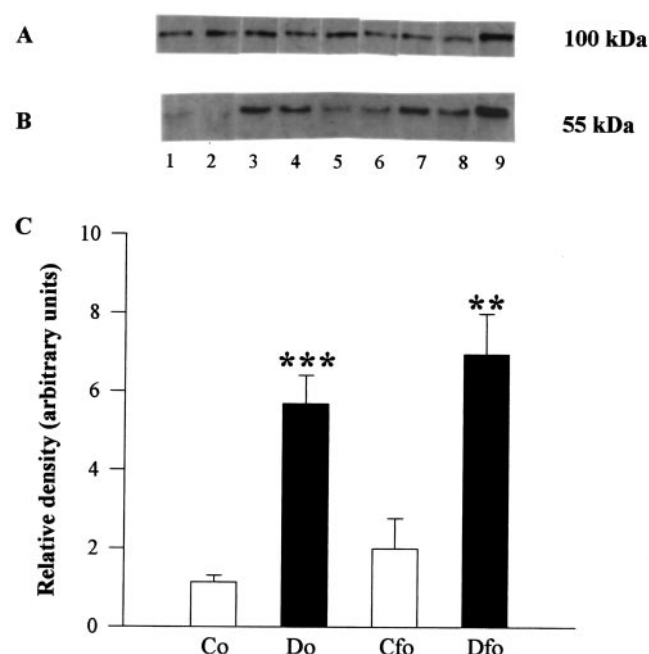 A 100 kDa
B 55 kDa
1 2 3 4 5 6 7 8 9
C
Relative density (arbitrary units)
10
8
6
4
2
0
***
**
Co Do Cfo Dfo